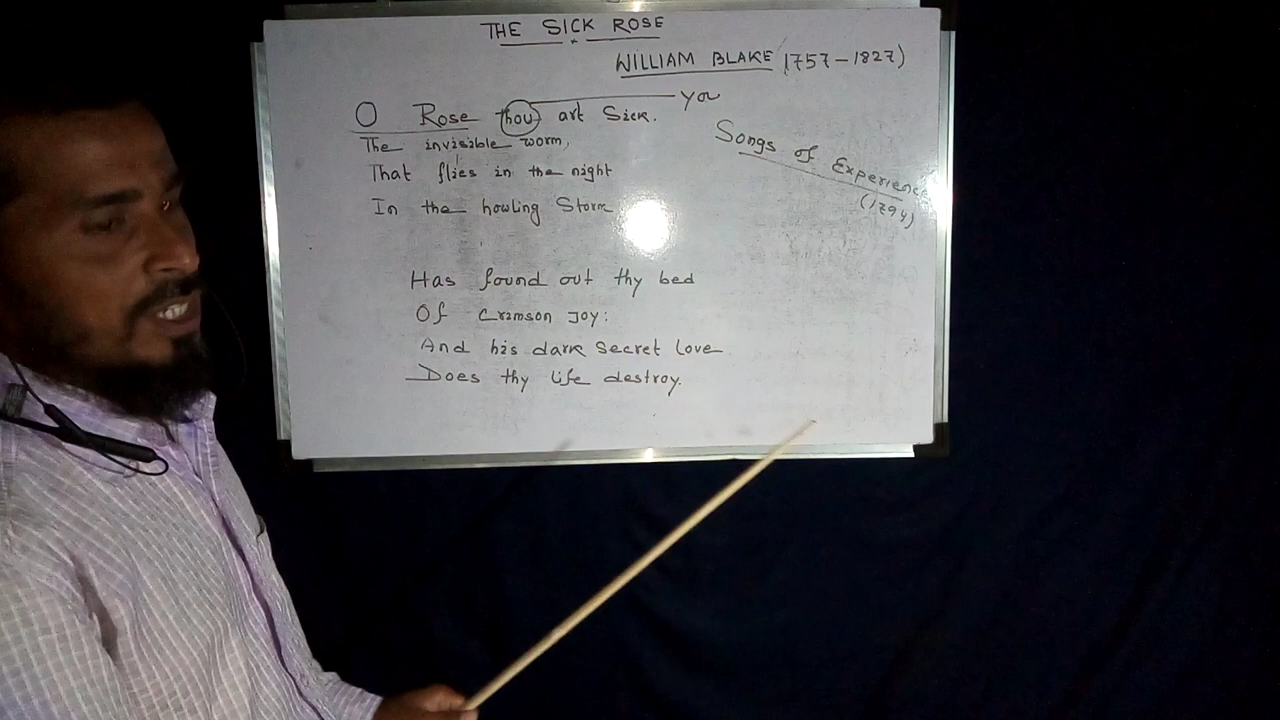 THE SICK ROSE
WILLIAM BLAKE (1757-1827)
O Rose thou art Sick.
you
The invisible worm,
That flies in the night
In the howling Storm
Songs of Experience
(1794)
Has found out thy bed
Of Crimson Joy:
And his dark secret love
Does thy life destroy.